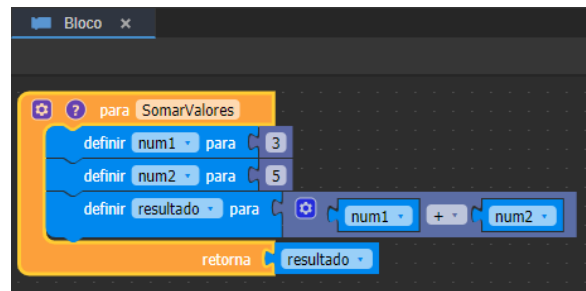 Bloco ×
? para SomarValores
definir num1 para 3
definir num2 para 5
definir resultado para num1 + num2
retorna resultado